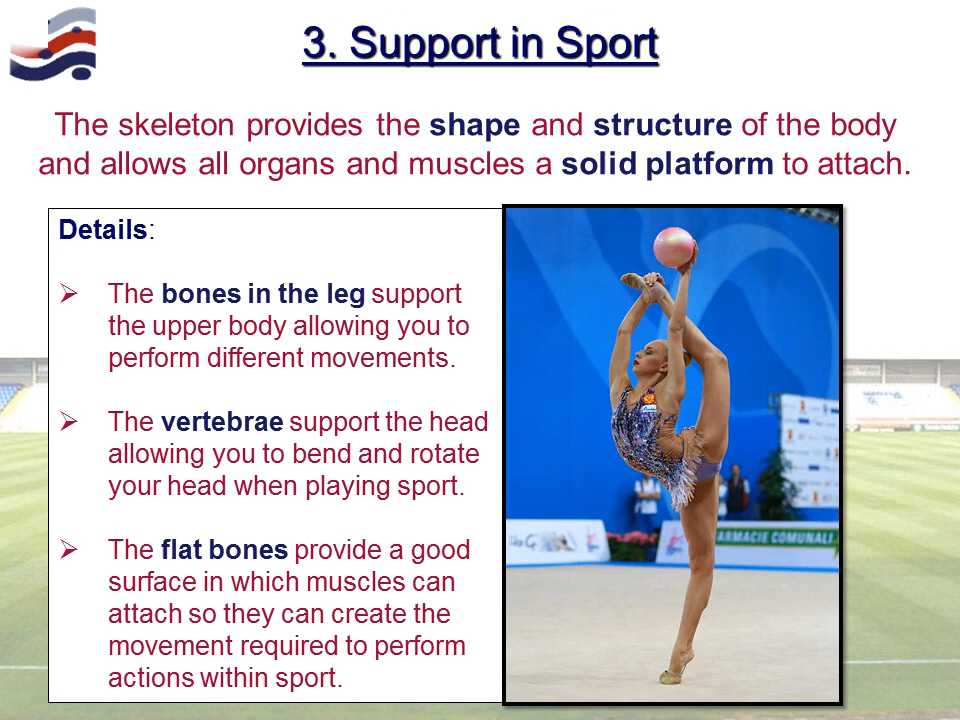 3. Support in Sport
The skeleton provides the shape and structure of the body
and allows all organs and muscles a solid platform to attach.
Details:
➢ The bones in the leg support
the upper body allowing you to
perform different movements.
➢ The vertebrae support the head
allowing you to bend and rotate
your head when playing sport.
➢ The flat bones provide a good
surface in which muscles can
attach so they can create the
movement required to perform
actions within sport.
FARMACIE COMUNALI